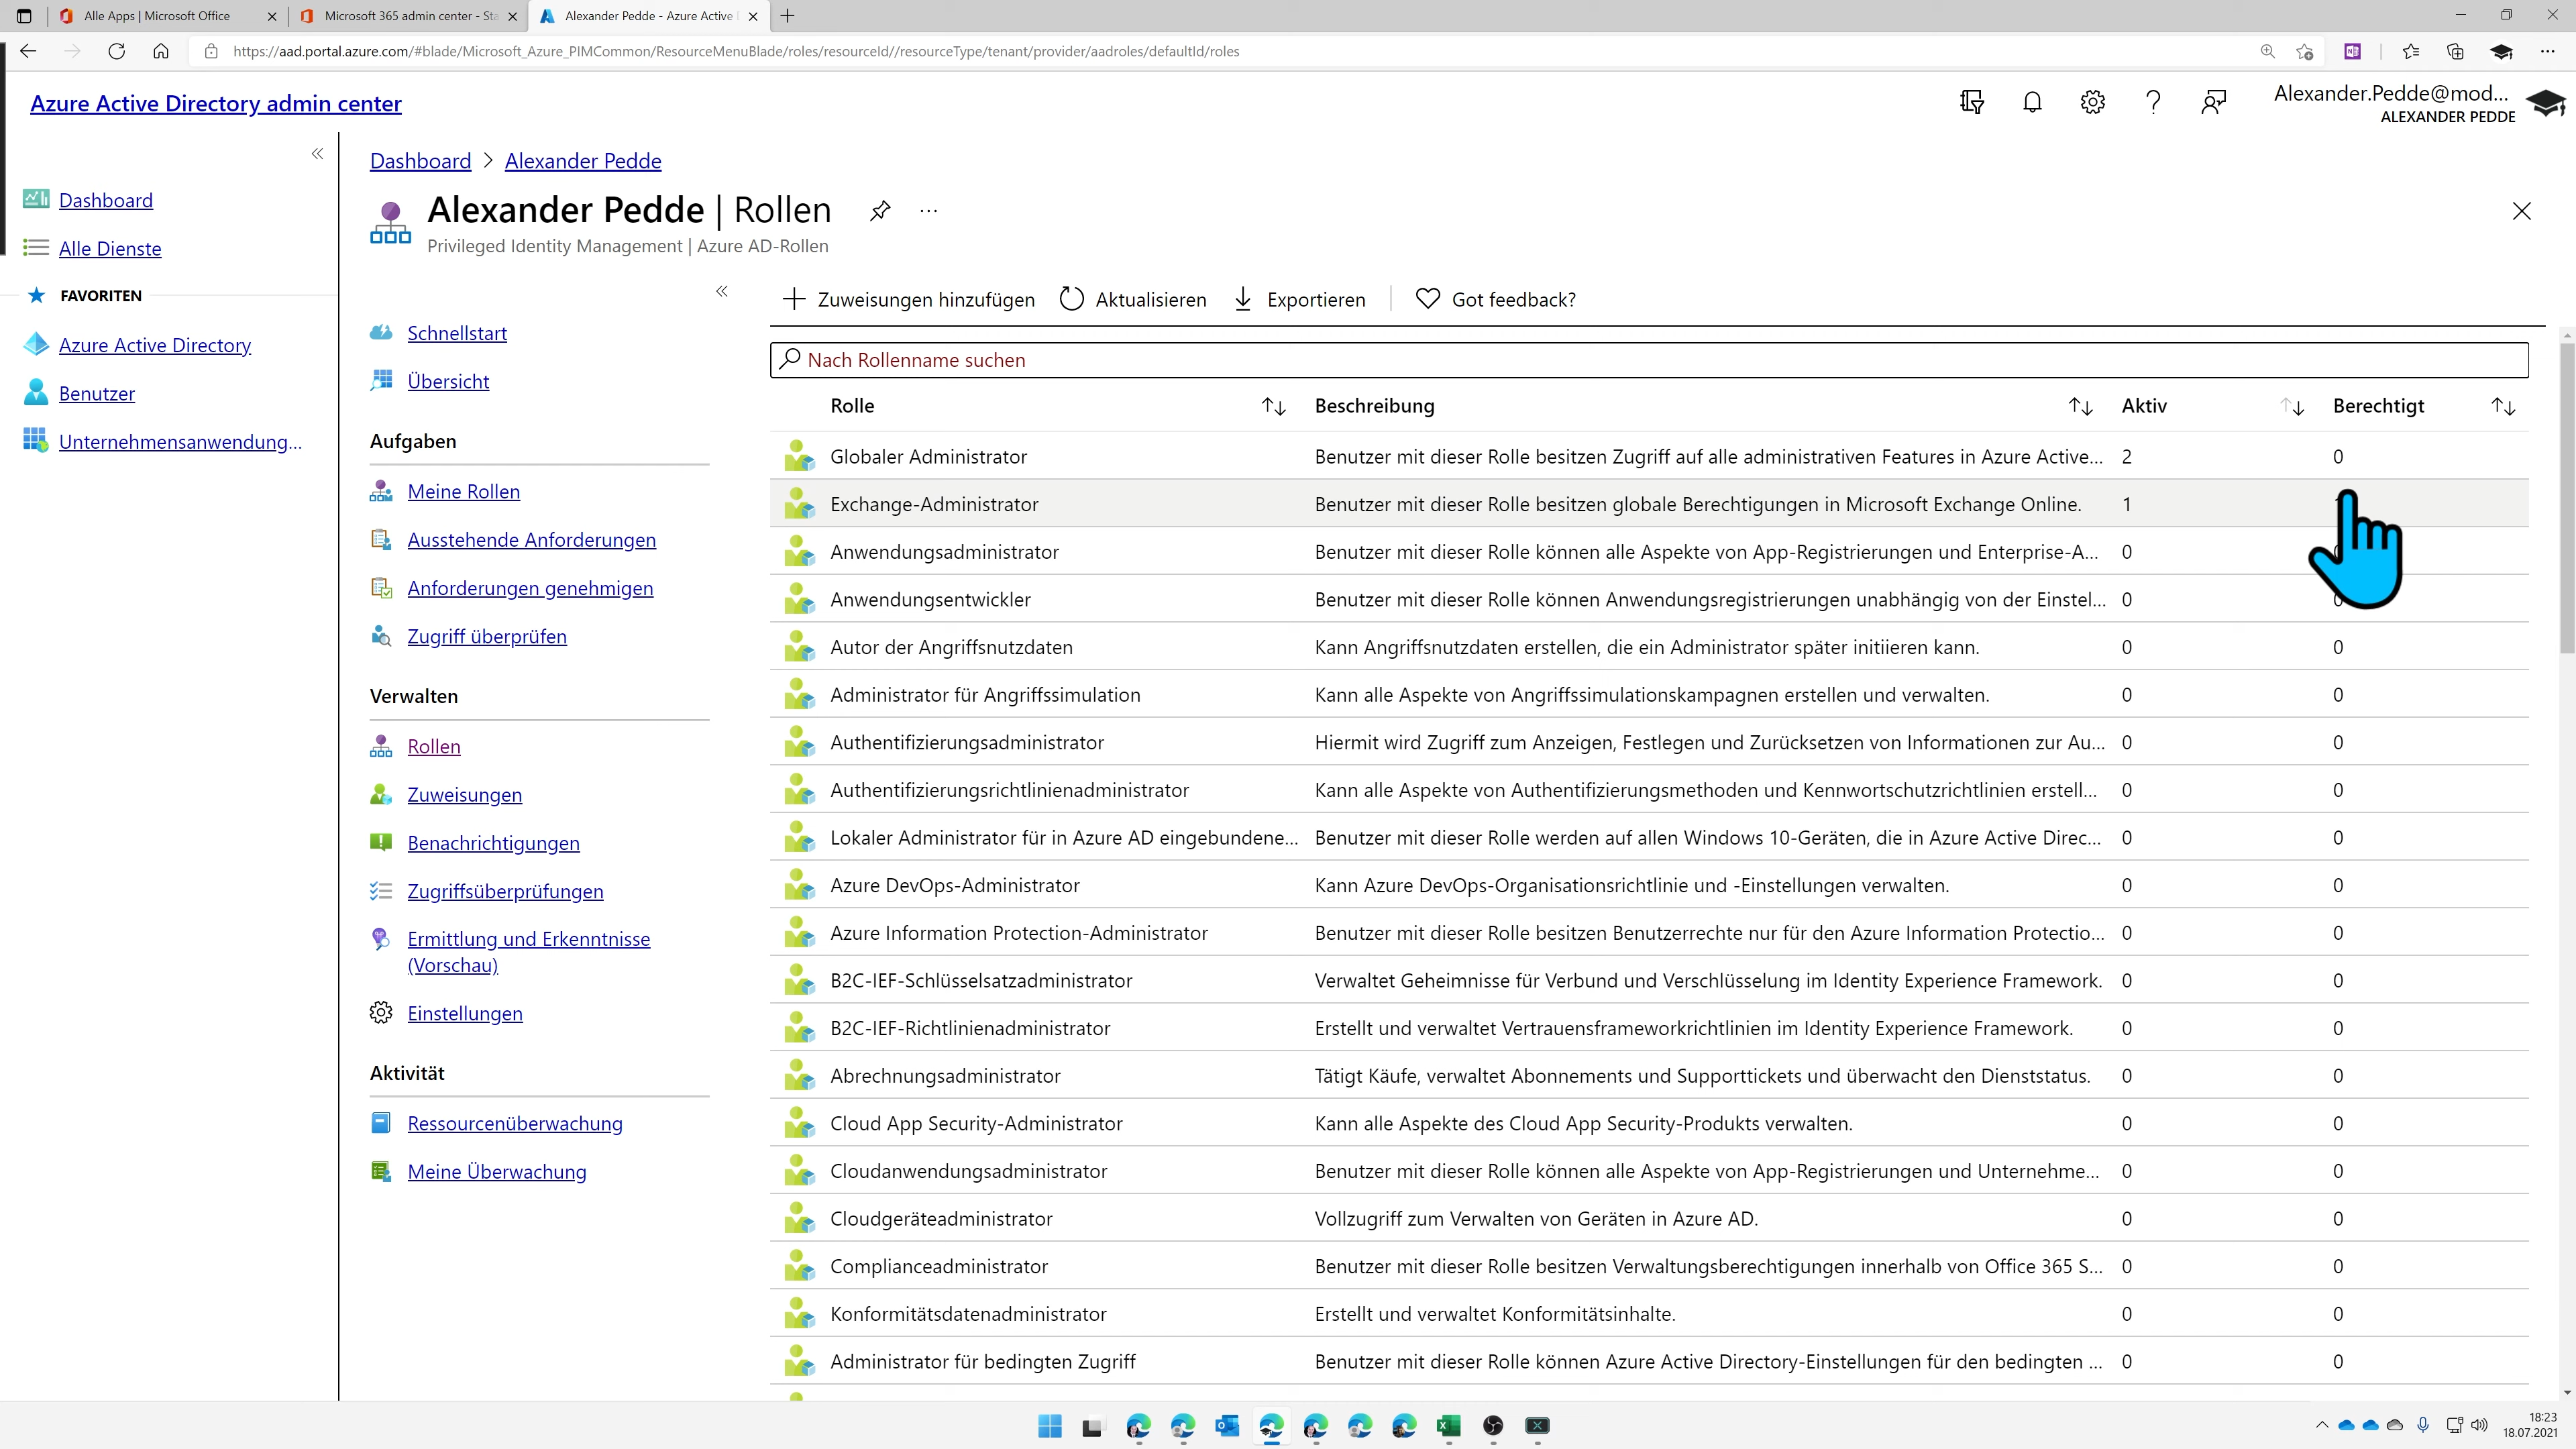 Alle Apps | Microsoft Office
Microsoft 365 admin center - Sta
Alexander Pedde - Azure Active
https://aad.portal.azure.com/#blade/Microsoft_Azure_PIMCommon/ResourceMenuBlade/roles/resourceId//resourceType/tenant/provider/aadroles/defaultId/roles
Azure Active Directory admin center
Alexander.Pedde@mod...
ALEXANDER PEDDE
Dashboard
Alle Dienste
FAVORITEN
Azure Active Directory
Benutzer
Unternehmensanwendung...
Dashboard > Alexander Pedde
Alexander Pedde | Rollen
Privileged Identity Management | Azure AD-Rollen
Schnellstart
Übersicht
Aufgaben
Meine Rollen
Ausstehende Anforderungen
Anforderungen genehmigen
Zugriff überprüfen
Verwalten
Rollen
Zuweisungen
Benachrichtigungen
Zugriffsüberprüfungen
Ermittlung und Erkenntnisse
(Vorschau)
Einstellungen
Aktivität
Ressourcenüberwachung
Meine Überwachung
Zuweisungen hinzufügen Aktualisieren Exportieren Got feedback?
Nach Rollenname suchen
Rolle Beschreibung Aktiv Berechtigt
Globaler Administrator Benutzer mit dieser Rolle besitzen Zugriff auf alle administrativen Features in Azure Active... 2 0
Exchange-Administrator Benutzer mit dieser Rolle besitzen globale Berechtigungen in Microsoft Exchange Online. 1
Anwendungsadministrator Benutzer mit dieser Rolle können alle Aspekte von App-Registrierungen und Enterprise-A... 0
Anwendungsentwickler Benutzer mit dieser Rolle können Anwendungsregistrierungen unabhängig von der Einstel... 0 0
Autor der Angriffsnutzdaten Kann Angriffsnutzdaten erstellen, die ein Administrator später initiieren kann. 0 0
Administrator für Angriffssimulation Kann alle Aspekte von Angriffssimulationskampagnen erstellen und verwalten. 0 0
Authentifizierungsadministrator Hiermit wird Zugriff zum Anzeigen, Festlegen und Zurücksetzen von Informationen zur Au... 0 0
Authentifizierungsrichtlinienadministrator Kann alle Aspekte von Authentifizierungsmethoden und Kennwortschutzrichtlinien erstell... 0 0
Lokaler Administrator für in Azure AD eingebundene... Benutzer mit dieser Rolle werden auf allen Windows 10-Geräten, die in Azure Active Direc... 0 0
Azure DevOps-Administrator Kann Azure DevOps-Organisationsrichtlinie und -Einstellungen verwalten. 0 0
Azure Information Protection-Administrator Benutzer mit dieser Rolle besitzen Benutzerrechte nur für den Azure Information Protectio... 0 0
B2C-IEF-Schlüsselsatzadministrator Verwaltet Geheimnisse für Verbund und Verschlüsselung im Identity Experience Framework. 0 0
B2C-IEF-Richtlinienadministrator Erstellt und verwaltet Vertrauensframeworkrichtlinien im Identity Experience Framework. 0 0
Abrechnungsadministrator Tätigt Käufe, verwaltet Abonnements und Supporttickets und überwacht den Dienststatus. 0 0
Cloud App Security-Administrator Kann alle Aspekte des Cloud App Security-Produkts verwalten. 0 0
Cloudanwendungsadministrator Benutzer mit dieser Rolle können alle Aspekte von App-Registrierungen und Unternehme... 0 0
Cloudgeräteadministrator Vollzugriff zum Verwalten von Geräten in Azure AD. 0 0
Complianceadministrator Benutzer mit dieser Rolle besitzen Verwaltungsberechtigungen innerhalb von Office 365 S... 0 0
Konformitätsdatenadministrator Erstellt und verwaltet Konformitätsinhalte. 0 0
Administrator für bedingten Zugriff Benutzer mit dieser Rolle können Azure Active Directory-Einstellungen für den bedingten ... 0 0
18:23
18.07.2021